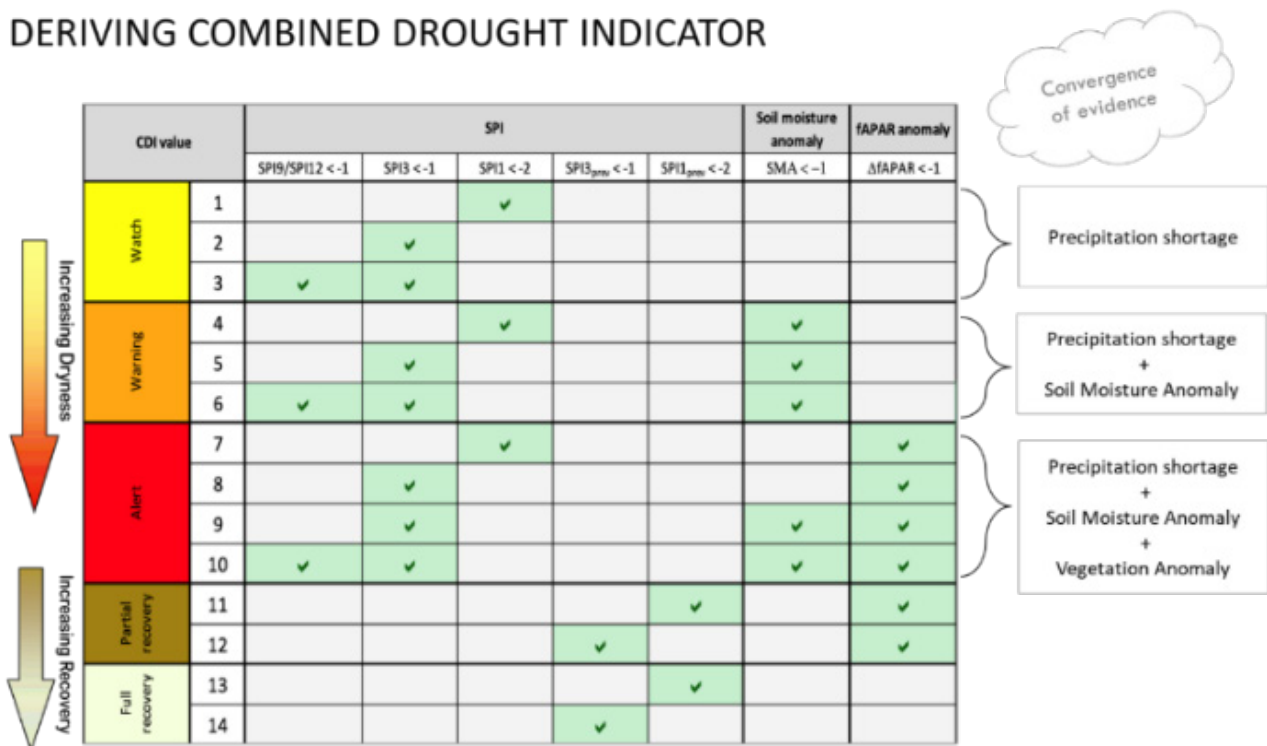 DERIVING COMBINED DROUGHT INDICATOR
Convergence
of evidence
CDI value
SPI
Soil moisture
anomaly
fAPAR anomaly
SPI9/SPI12 < -1
SPI3 < -1
SPI1 < -2
SPI3prev < -1
SPI1prev < -2
SMA < −1
ΔfAPAR < -1
Increasing Dryness
Watch
1 ✔
2 ✔
3 ✔ ✔
Precipitation shortage
Warning
4 ✔ ✔
5 ✔ ✔
6 ✔ ✔ ✔
Precipitation shortage
+
Soil Moisture Anomaly
Alert
7 ✔ ✔
8 ✔ ✔
9 ✔ ✔ ✔
10 ✔ ✔ ✔ ✔
Precipitation shortage
+
Soil Moisture Anomaly
+
Vegetation Anomaly
Increasing Recovery
Partial
recovery
11 ✔ ✔
12 ✔ ✔
Full
recovery
13 ✔
14 ✔